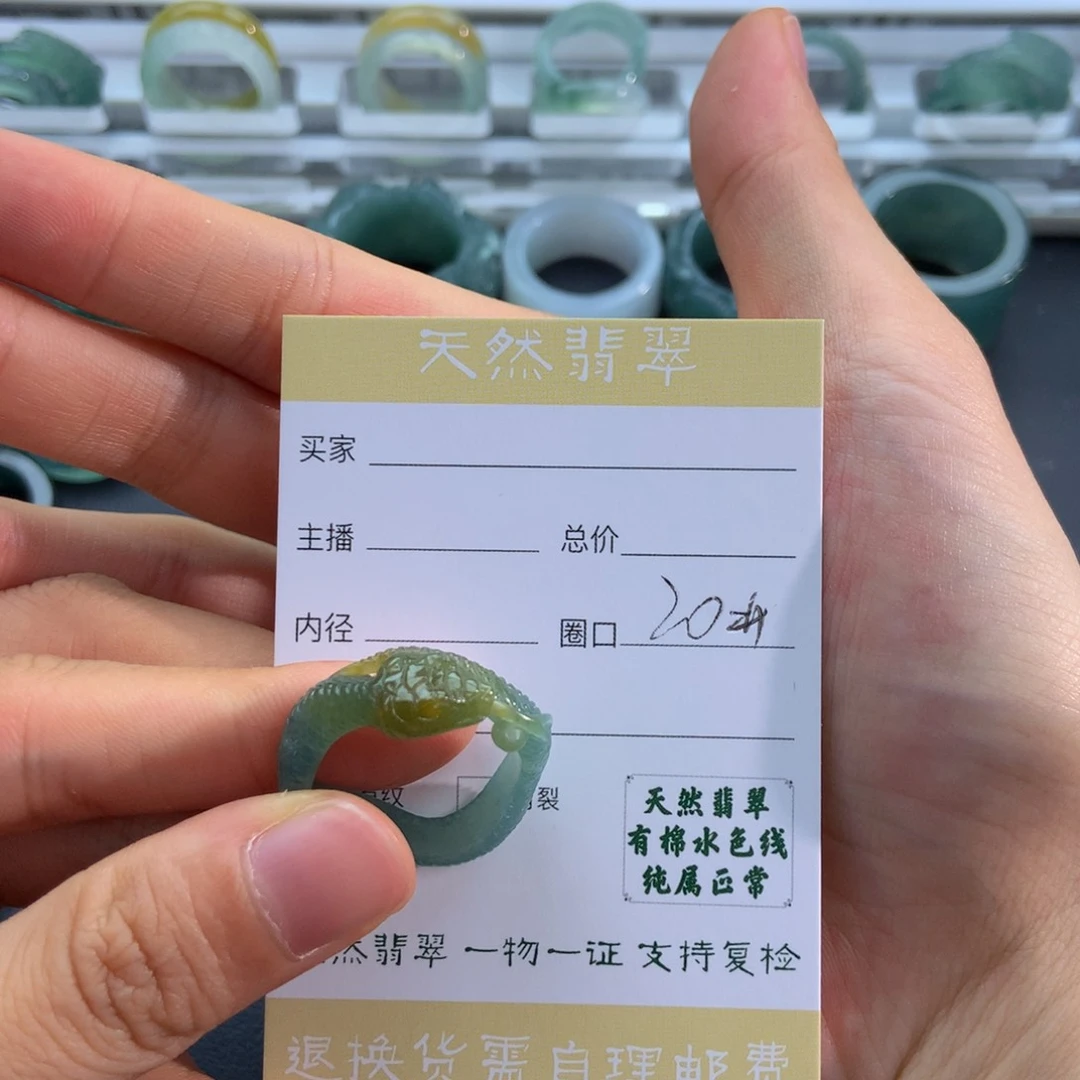 天然翡翠
买家
主播 总价
内径 圈口 20
纹 裂
天然翡翠
有棉水色线
纯属正常
然翡翠 一物一证 支持复检
退换货需自理邮费